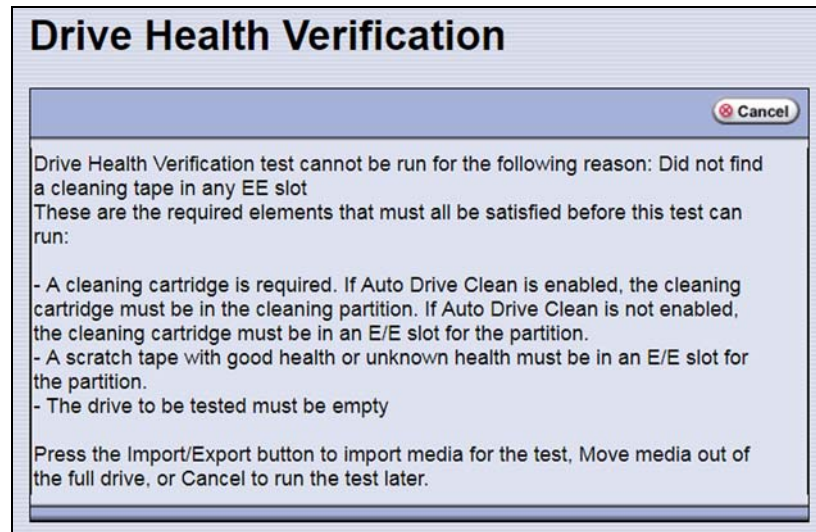 Drive Health Verification
Cancel
Drive Health Verification test cannot be run for the following reason: Did not find
a cleaning tape in any EE slot
These are the required elements that must all be satisfied before this test can
run:
- A cleaning cartridge is required. If Auto Drive Clean is enabled, the cleaning
cartridge must be in the cleaning partition. If Auto Drive Clean is not enabled,
the cleaning cartridge must be in an E/E slot for the partition.
- A scratch tape with good health or unknown health must be in an E/E slot for
the partition.
- The drive to be tested must be empty
Press the Import/Export button to import media for the test, Move media out of
the full drive, or Cancel to run the test later.